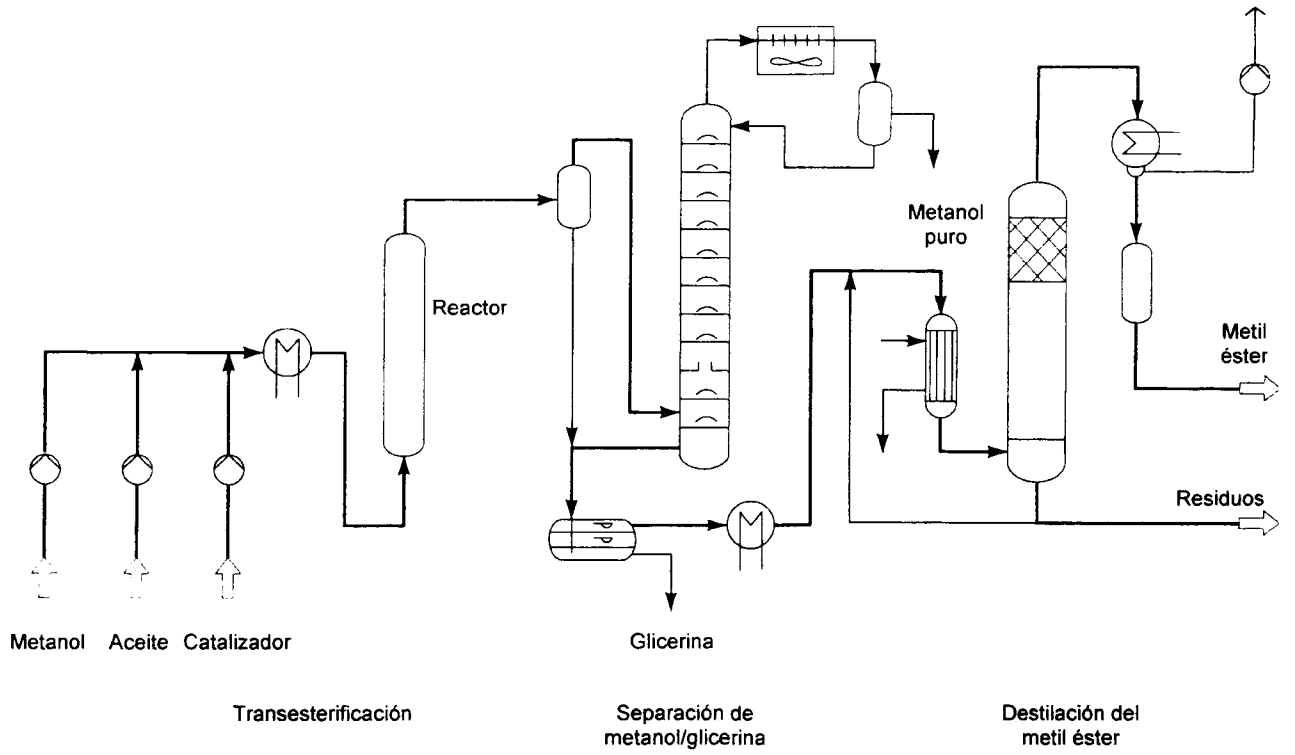 Metanol
puro
Reactor
Metil
éster
Residuos
Metanol
Aceite
Catalizador
Glicerina
Transesterificación
Separación de
metanol/glicerina
Destilación del
metil éster